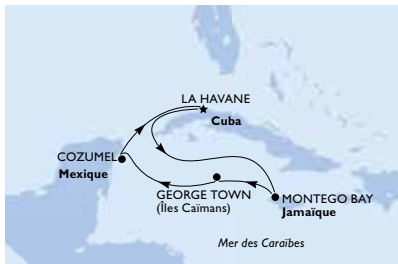 LA HAVANE
Cuba
COZUMEL
Mexique
GEORGE TOWN
(Îles Caïmans)
MONTEGO BAY
Jamaïque
Mer des Caraïbes